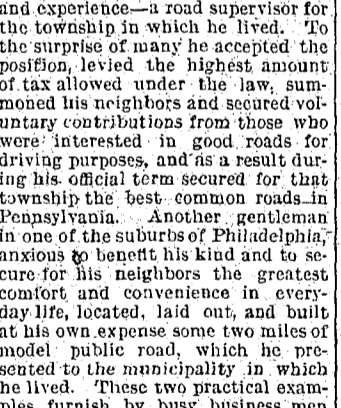 and experience—a road supervisor for
the township in which he lived. To
the surprise of many he accepted the
position, levied the highest amount
of tax allowed under the law, sum-
moned his neighbors and secured vol-
untary contributions from those who
were interested in good roads for
driving purposes, and as a result dur-
ing his official term secured for that
township the best common roads in
Pennsylvania. Another gentleman
in one of the suburbs of Philadelphia,
anxious to benefit his kind and to se-
cure for his neighbors the greatest
comfort and convenience in every-
day life, located, laid out, and built
at his own expense some two miles of
model public road, which he pre-
sented to the municipality in which
he lived. These two practical exam-
ples furnish by busy business men